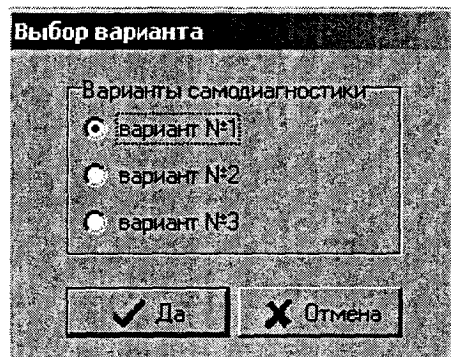 Выбор варианта
Варианты самодиагностики
вариант №1
вариант №2
вариант №3
Да
Отмена